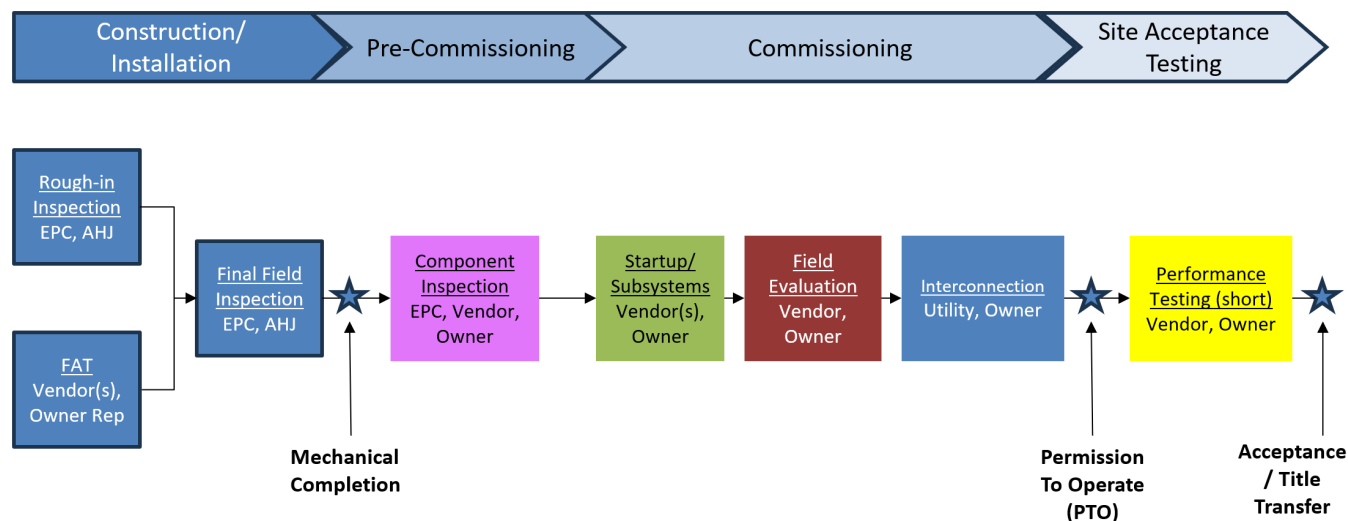 Construction/
Installation
Pre-Commissioning
Commissioning
Site Acceptance
Testing
Rough-in
Inspection
EPC, AHJ
FAT
Vendor(s),
Owner Rep
Final Field
Inspection
EPC, AHJ
Component
Inspection
EPC, Vendor,
Owner
Startup/
Subsystems
Vendor(s),
Owner
Field
Evaluation
Vendor,
Owner
Interconnection
Utility, Owner
Performance
Testing (short)
Vendor, Owner
Mechanical
Completion
Permission
To Operate
(PTO)
Acceptance
/ Title
Transfer